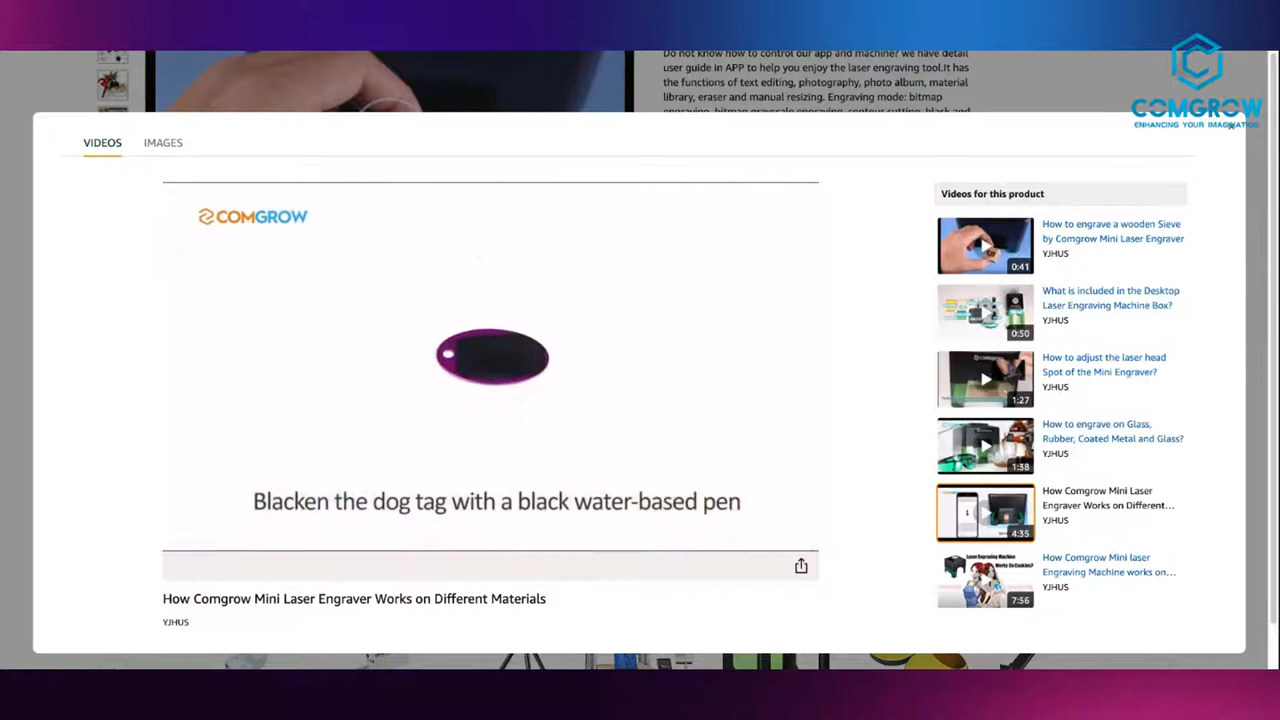 Do not know how to control our app and machine? we have detail
user guide in APP to help you enjoy the laser engraving tool.It has
the functions of text editing, photography, photo album, material
library, eraser and manual resizing. Engraving mode: bitmap
COMGROW
ENHANCING YOUR IMAGINATION
VIDEOS
IMAGES
COMGROW
Blacken the dog tag with a black water-based pen
How Comgrow Mini Laser Engraver Works on Different Materials
YJHUS
Videos for this product
How to engrave a wooden Sieve
by Comgrow Mini Laser Engraver
YJHUS
0:41
What is included in the Desktop
Laser Engraving Machine Box?
YJHUS
0:50
How to adjust the laser head
Spot of the Mini Engraver?
YJHUS
1:27
How to engrave on Glass,
Rubber, Coated Metal and Glass?
YJHUS
1:38
How Comgrow Mini Laser
Engraver Works on Different...
YJHUS
4:35
Laser Engraving Machine
Works On Cookies?
How Comgrow Mini laser
Engraving Machine works on...
YJHUS
7:56